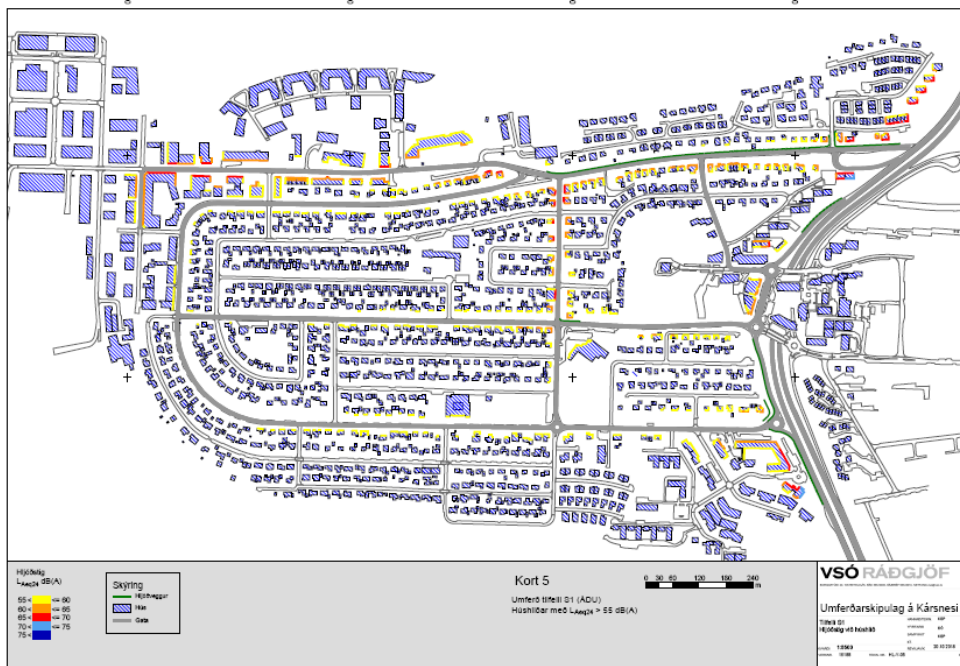 Hljóðstig
LAeq24 dB(A)
55 < <= 60
60 < <= 65
65 < <= 70
70 < <= 75
75 <
Skýring
Hljóðveggur
Hús
Gata
Kort 5
Umferð tilfelli S1 (ÁDU)
Húshliðar með LAeq24 > 55 dB(A)
0 30 60 120 180 240
m
VSÓ RÁÐGJÖF
Umferðarskipulag á Kársnesi
Tilfelli S1
Hljóðstig við húshlið